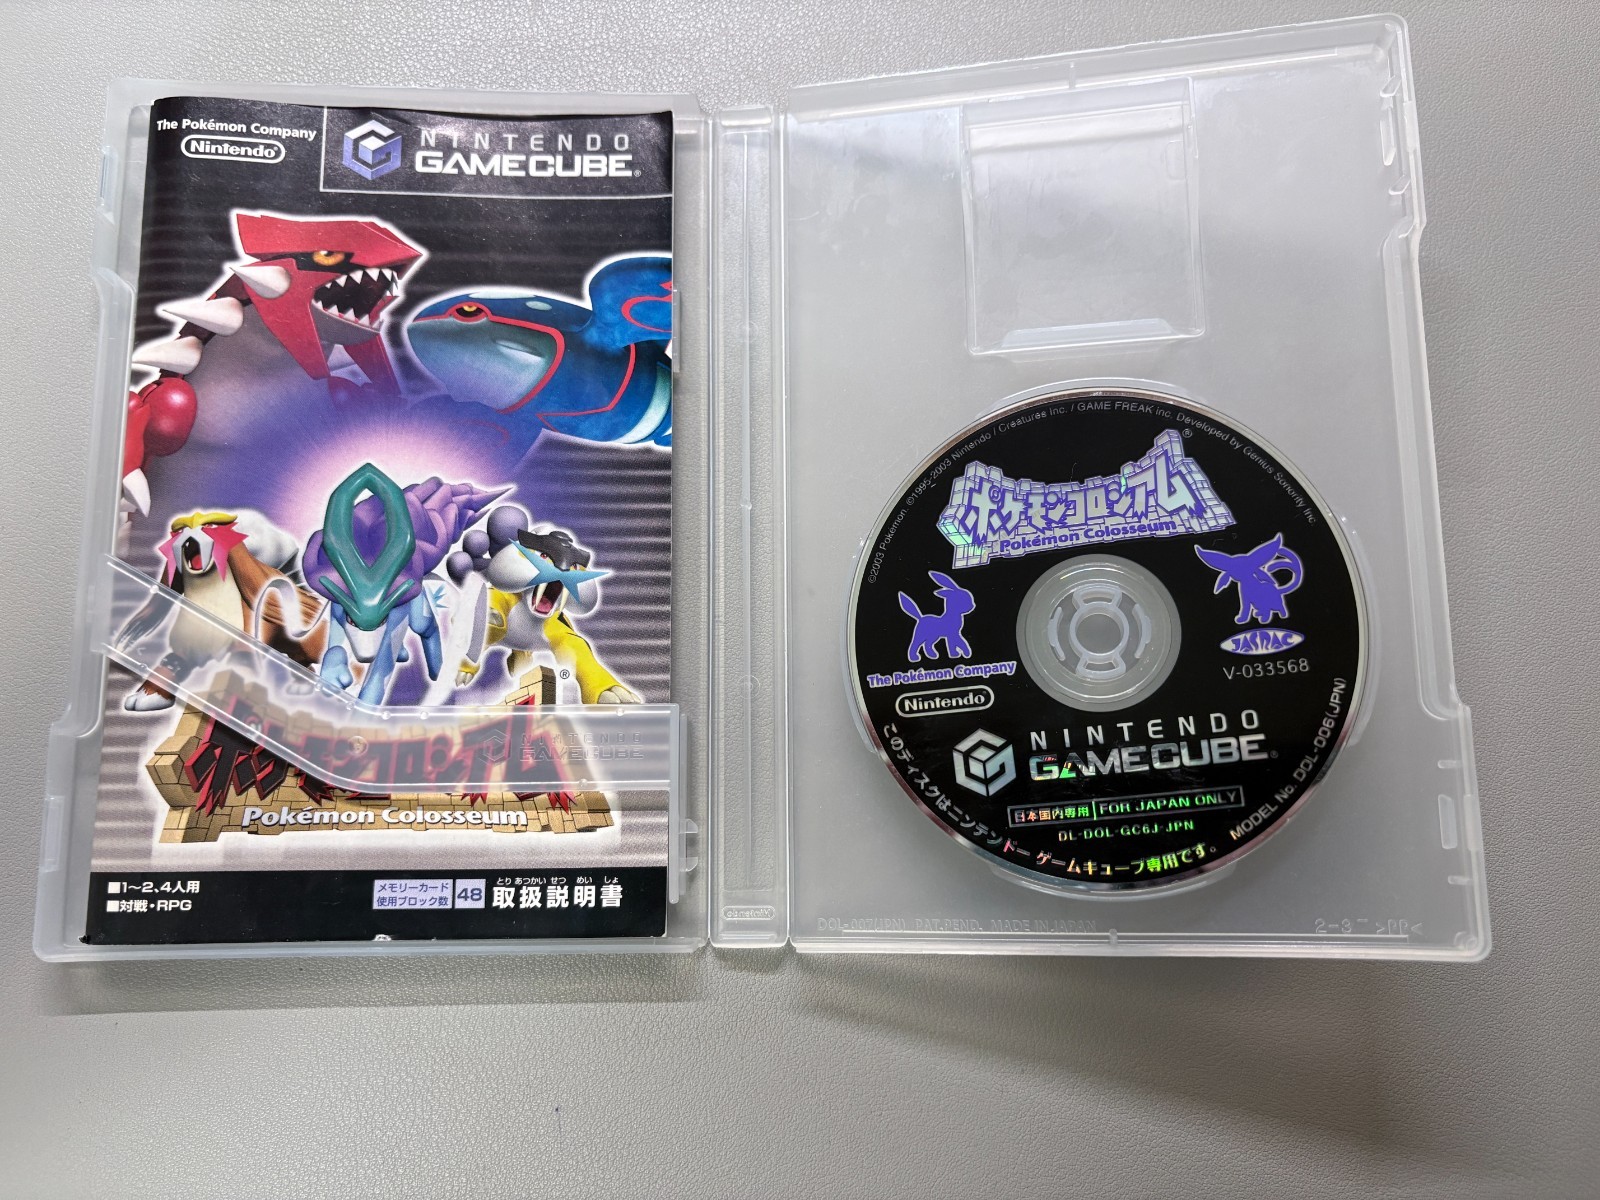 The Pokémon Company
Nintendo®
NINTENDO
GAMECUBE®
ポケモンコロシアム®
Pokémon Colosseum
NINTENDO
GAMECUBE
■1～2、4人用
■対戦・RPG
メモリーカード
使用ブロック数
48
とり あつかい せつ めい しょ
取扱説明書
©2003 Pokémon. ©1995-2003 Nintendo / Creatures Inc. / GAME FREAK inc. Developed by Genius Sonority Inc.
ポケモンコロシアム®
Pokémon Colosseum
JASRAC
V-033568
The Pokémon Company
Nintendo
NINTENDO
GAMECUBE®
日本国内専用 FOR JAPAN ONLY
DL-DOL-GC6J-JPN
このディスクはニンテンドー ゲームキューブ専用です。
MODEL No. DOL-006(JPN)
DOL-007(JPN) PAT.PEND. MADE IN JAPAN
>PP<